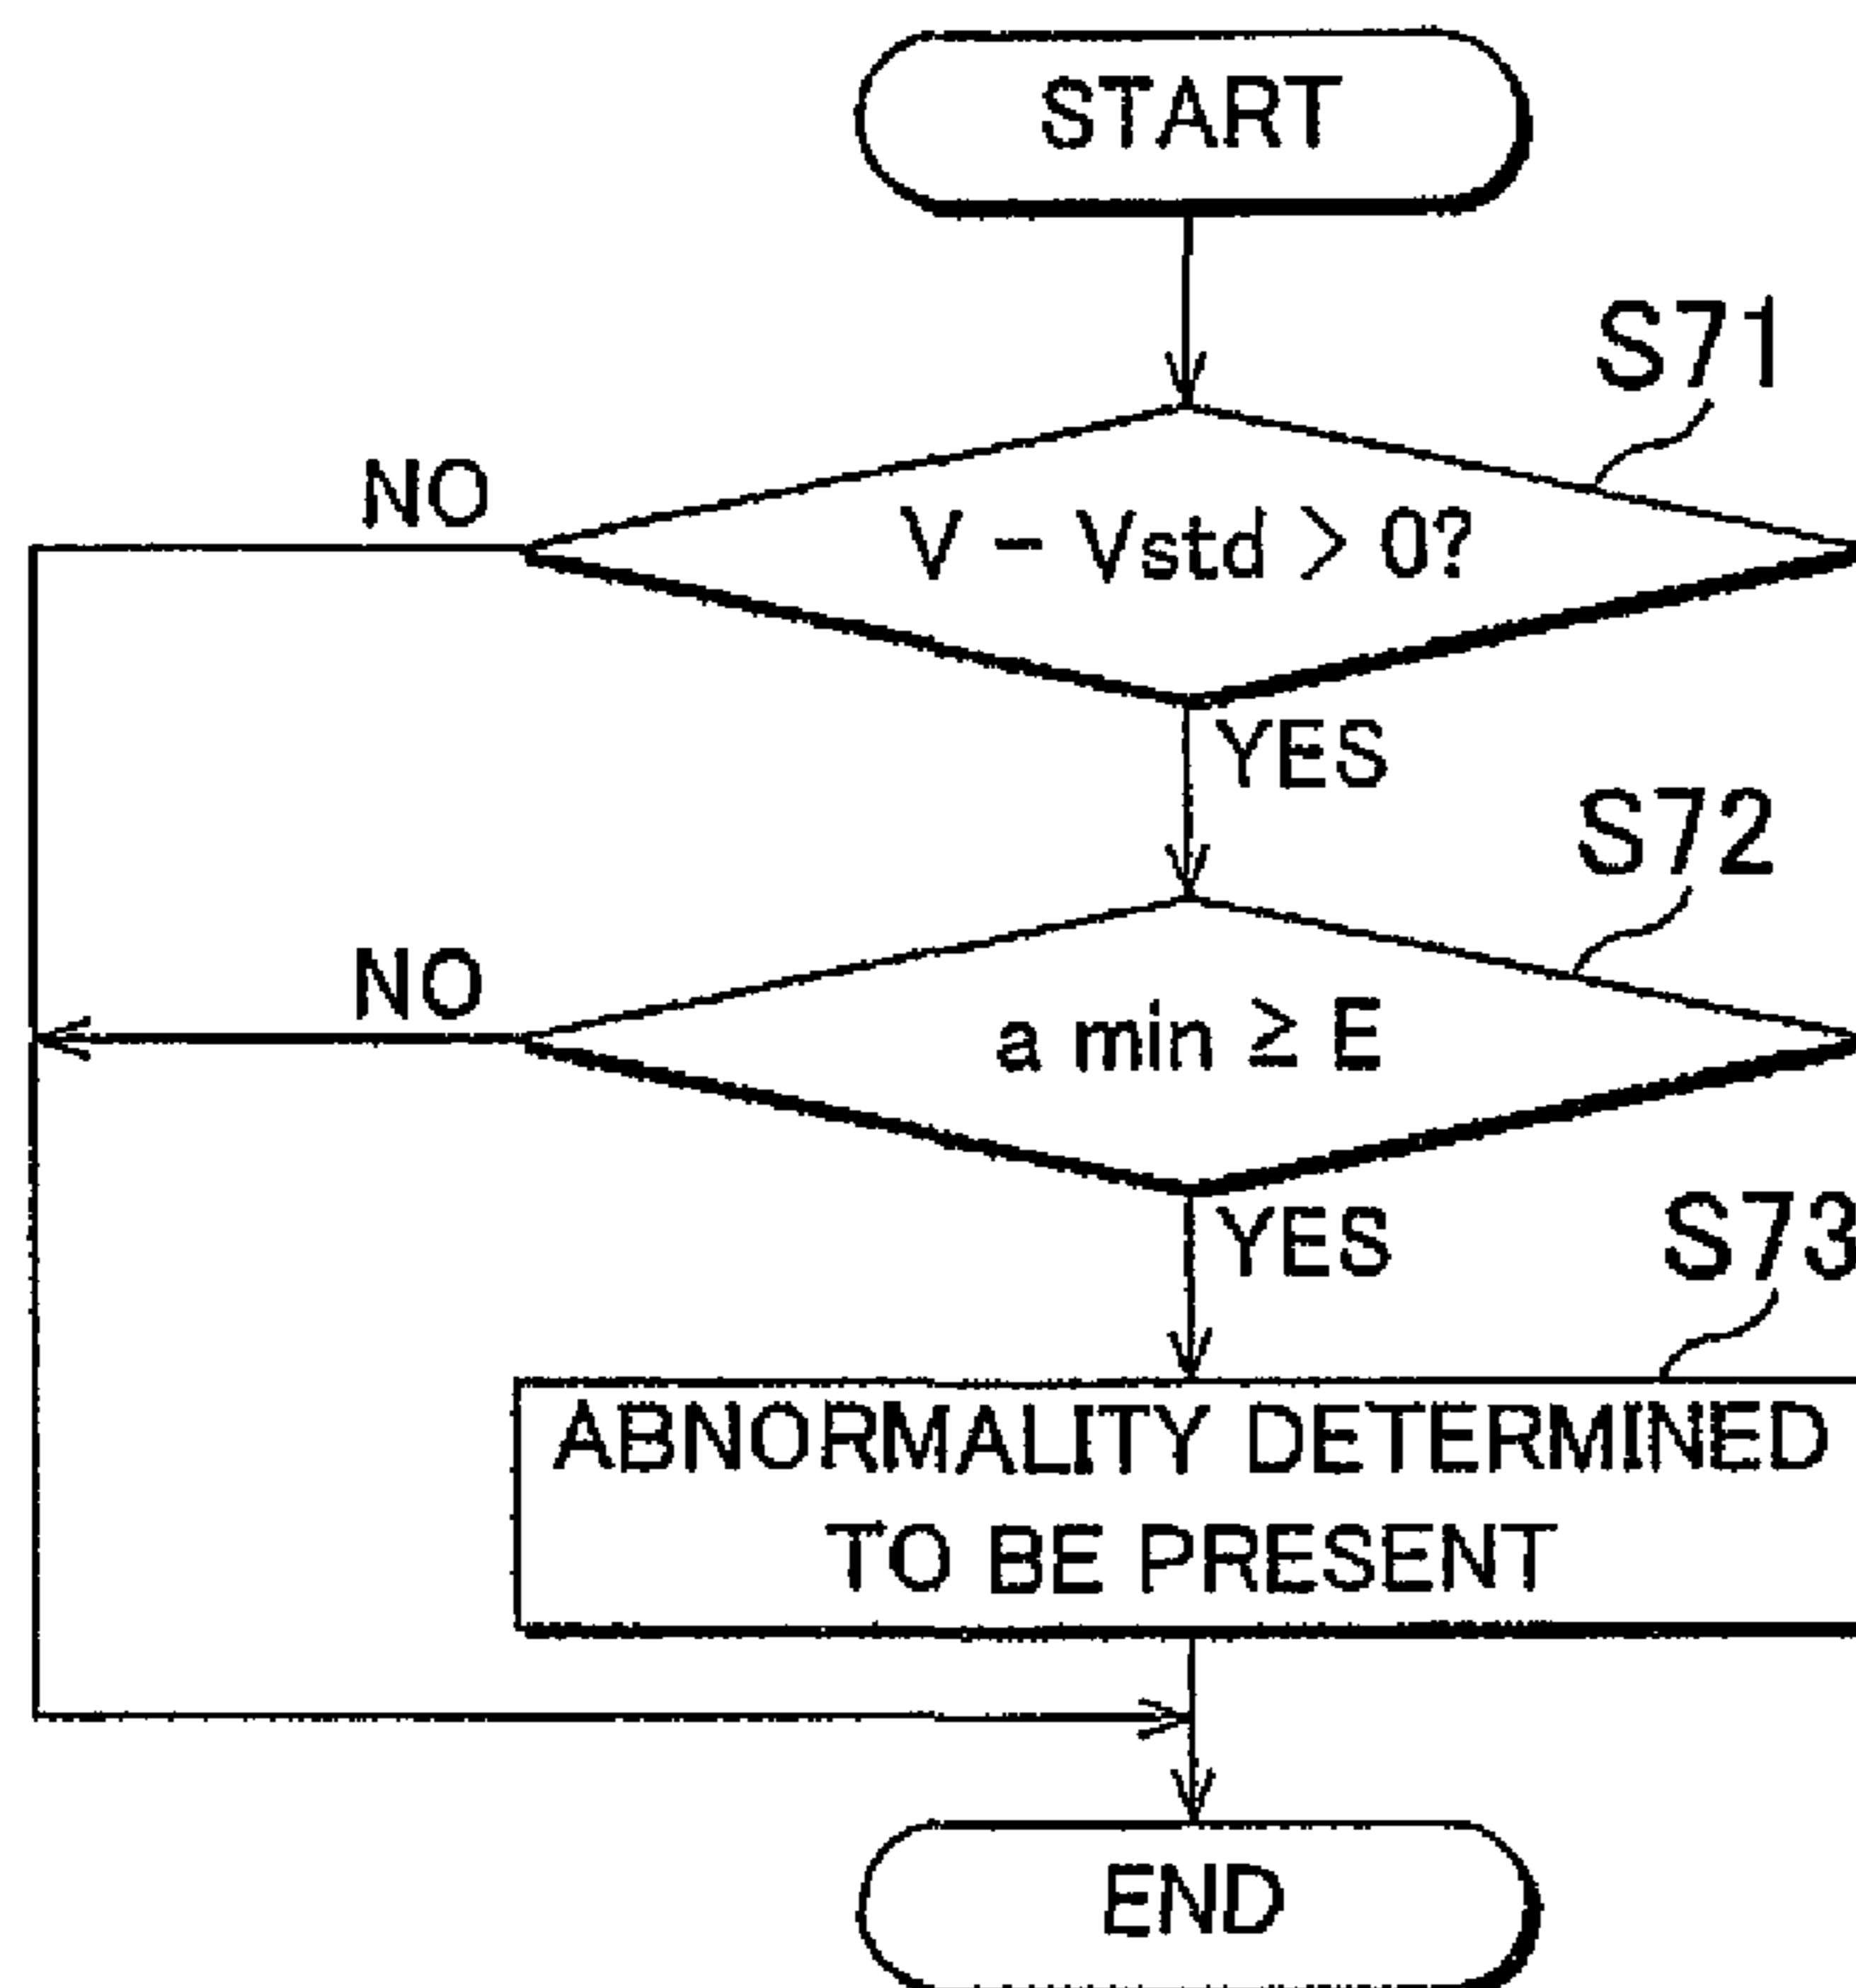 START
S71
NO
V - Vstd > 0?
YES
S72
NO
a min ≥ E
YES
S73
ABNORMALITY DETERMINED
TO BE PRESENT
END